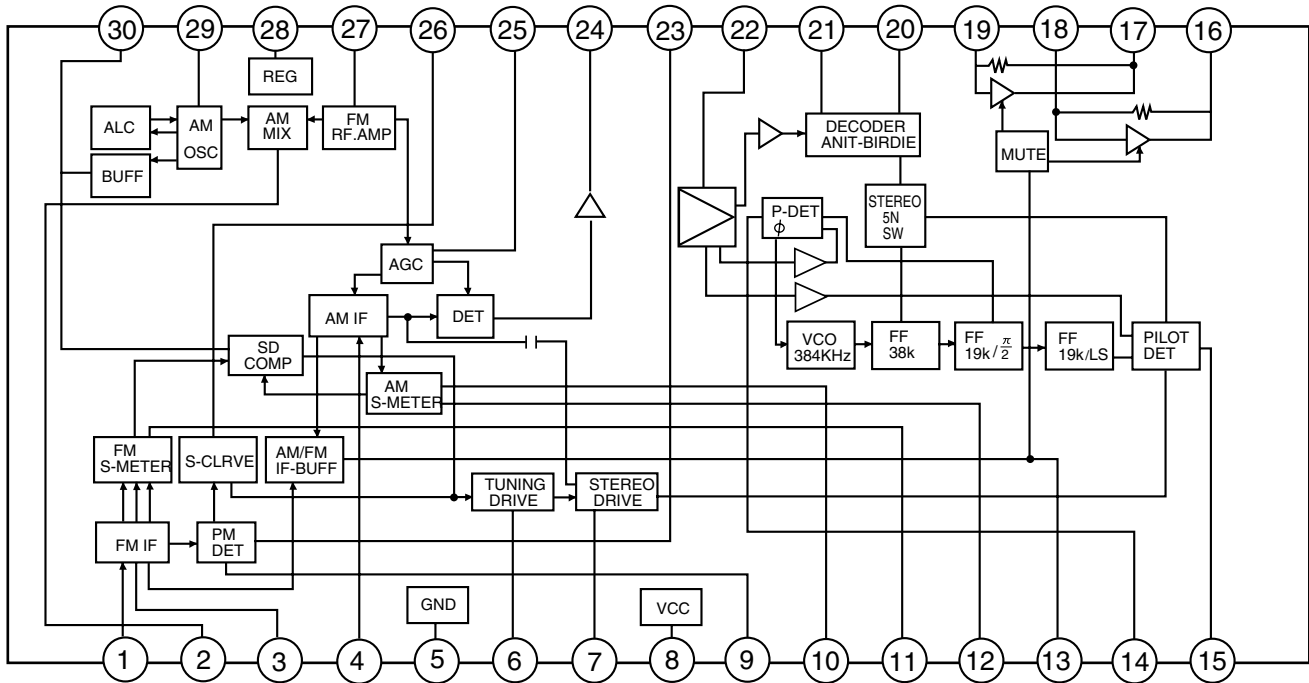 30 29 28 27 26 25 24 23 22 21 20 19 18 17 16
REG
ALC
AM
OSC
AM
MIX
FM
RF.AMP
BUFF
DECODER
ANIT-BIRDIE
MUTE
STEREO
5N
SW
P-DET
ϕ
AGC
AM IF
DET
SD
COMP
VCO
384KHz
FF
38k
FF
19k/π/2
FF
19k/LS
PILOT
DET
AM
S-METER
FM
S-METER
S-CLRVE
AM/FM
IF-BUFF
TUNING
DRIVE
STEREO
DRIVE
FM IF
PM
DET
GND
VCC
1 2 3 4 5 6 7 8 9 10 11 12 13 14 15